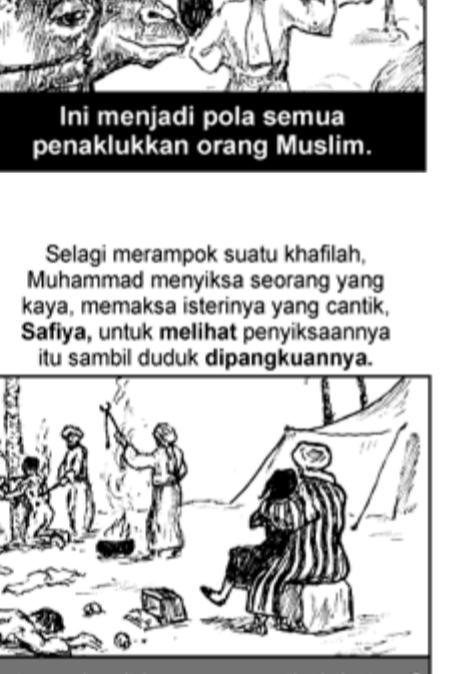 Ini menjadi pola semua
penaklukkan orang Muslim.
Selagi merampok suatu khafilah,
Muhammad menyiksa seorang yang
kaya, memaksa isterinya yang cantik,
Safiya, untuk melihat penyiksaannya
itu sambil duduk dipangkuannya.